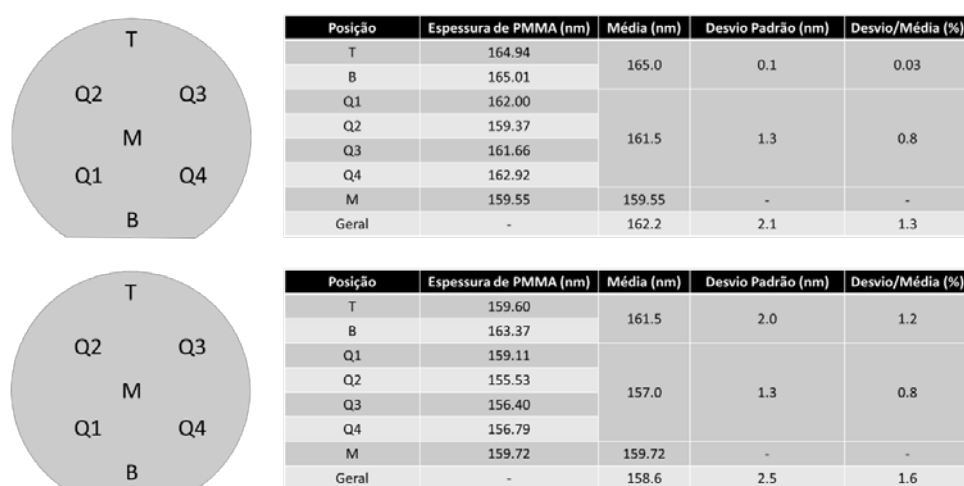 T
Q2 Q3
M
Q1 Q4
B
Posição Espessura de PMMA (nm) Média (nm) Desvio Padrão (nm) Desvio/Média (%)
T 164.94 165.0 0.1 0.03
B 165.01
Q1 162.00 161.5 1.3 0.8
Q2 159.37
Q3 161.66
Q4 162.92
M 159.55 159.55 - -
Geral - 162.2 2.1 1.3
T
Q2 Q3
M
Q1 Q4
B
Posição Espessura de PMMA (nm) Média (nm) Desvio Padrão (nm) Desvio/Média (%)
T 159.60 161.5 2.0 1.2
B 163.37
Q1 159.11 157.0 1.3 0.8
Q2 155.53
Q3 156.40
Q4 156.79
M 159.72 159.72 - -
Geral - 158.6 2.5 1.6